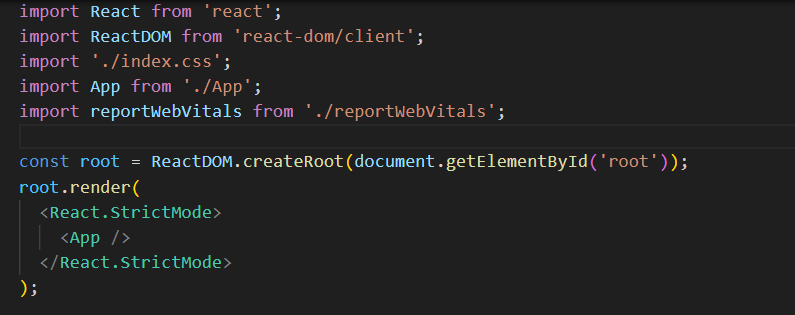 import React from 'react';
import ReactDOM from 'react-dom/client';
import './index.css';
import App from './App';
import reportWebVitals from './reportWebVitals';

const root = ReactDOM.createRoot(document.getElementById('root'));
root.render(
  <React.StrictMode>
    <App />
  </React.StrictMode>
);